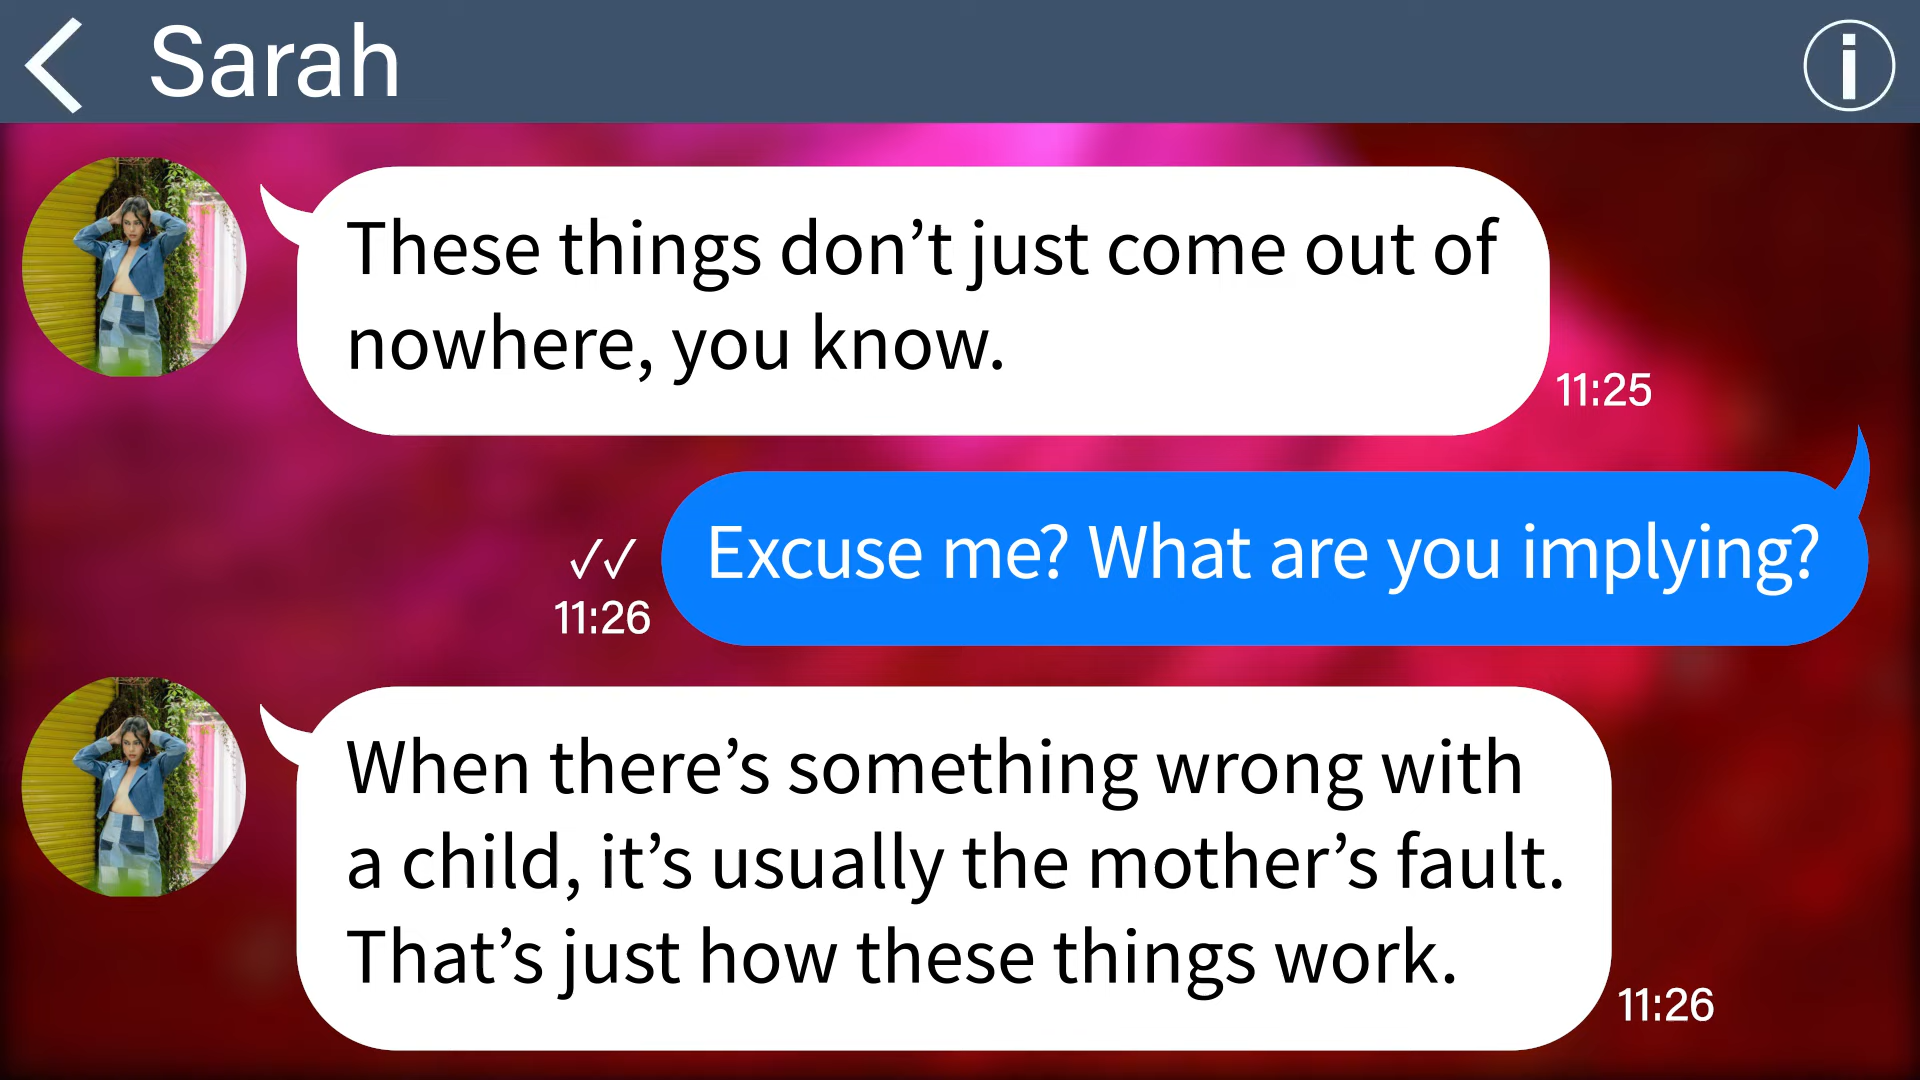 Sarah
These things don’t just come out of
nowhere, you know.
11:25
Excuse me? What are you implying?
11:26
When there’s something wrong with
a child, it’s usually the mother’s fault.
That’s just how these things work.
11:26